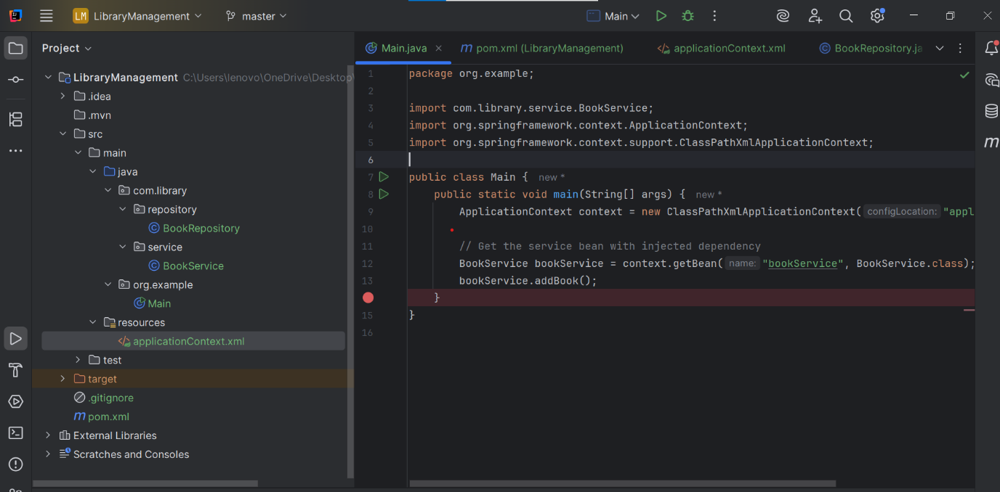 LM LibraryManagement master Main
Project
Main.java pom.xml (LibraryManagement) applicationContext.xml BookRepository.ja
LibraryManagement C:\Users\lenovo\OneDrive\Desktop\
.idea
.mvn
src
main
java
com.library
repository
BookRepository
service
BookService
org.example
Main
resources
applicationContext.xml
test
target
.gitignore
pom.xml
External Libraries
Scratches and Consoles
1 package org.example;
2
3 import com.library.service.BookService;
4 import org.springframework.context.ApplicationContext;
5 import org.springframework.context.support.ClassPathXmlApplicationContext;
6
7 public class Main { new *
8 public static void main(String[] args) { new *
9 ApplicationContext context = new ClassPathXmlApplicationContext( configLocation: "appl
10
11 // Get the service bean with injected dependency
12 BookService bookService = context.getBean( name: "bookService", BookService.class);
13 bookService.addBook();
}
15 }
16